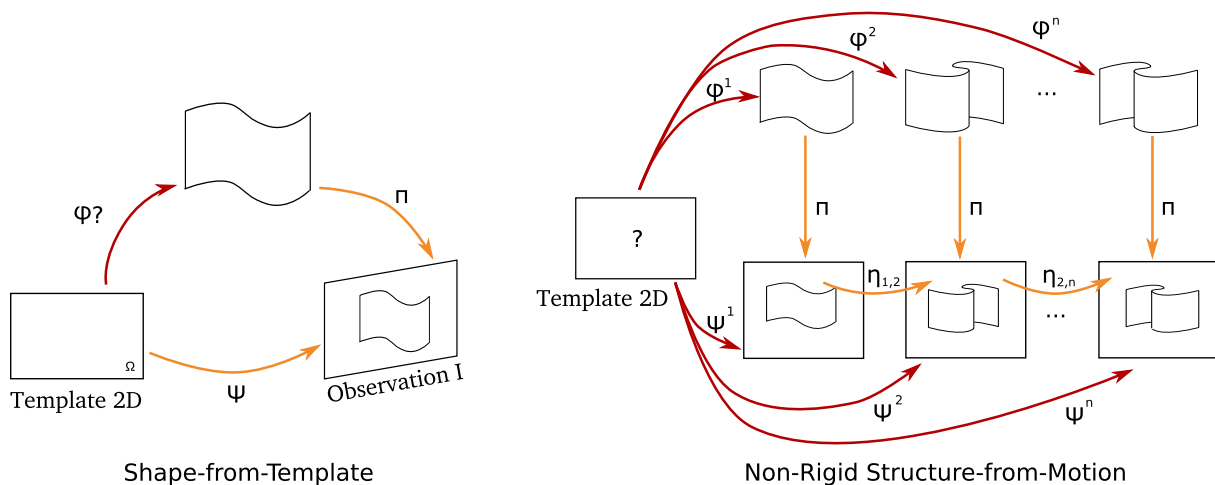 φ?
Π
Ω
Template 2D
Ψ
Observation I
Shape-from-Template
φ¹
φ²
φⁿ
...
Π
Π
Π
?
Template 2D
η₁,₂
η₂,ₙ
...
Ψ¹
Ψ²
Ψⁿ
Non-Rigid Structure-from-Motion